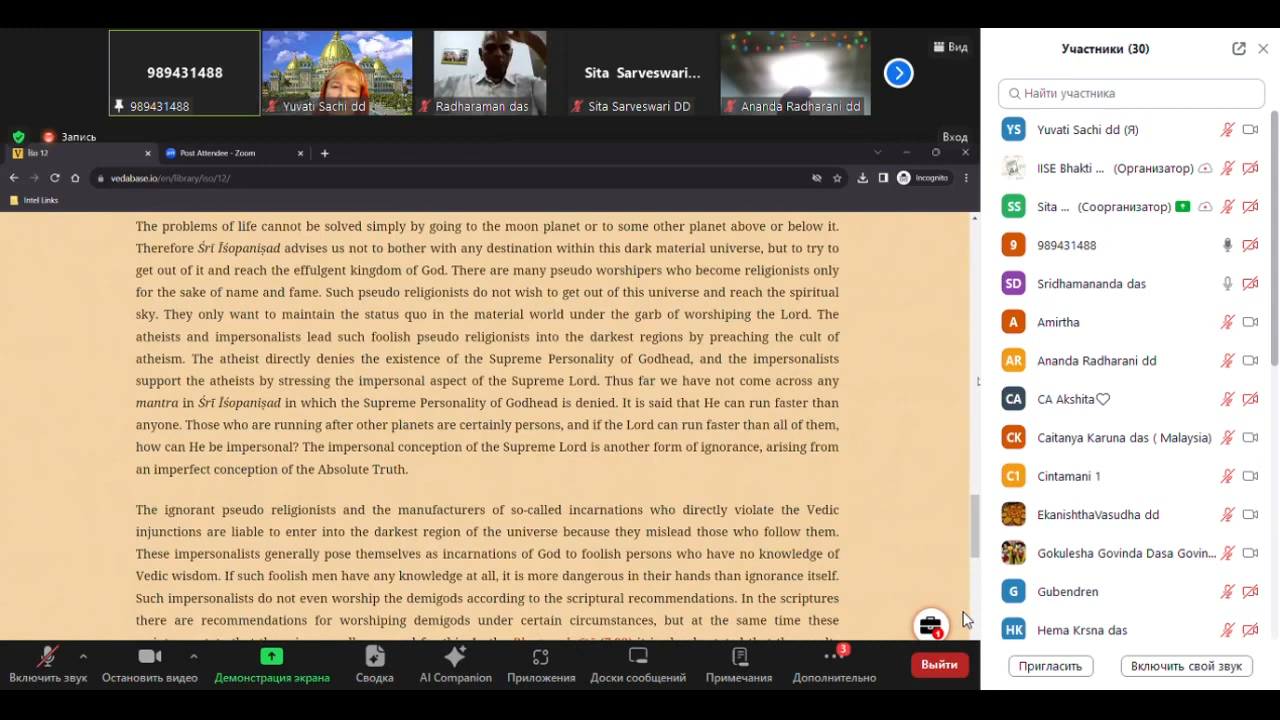 989431488
Sita Sarveswari...
Вид
989431488
Yuvati Sachi dd
Radharaman das
Sita Sarveswari DD
Ananda Radharani dd
Запись
Вход
Īśo 12
Post Attendee - Zoom
vedabase.io/en/library/iso/12/
Incognito
Intel Links
The problems of life cannot be solved simply by going to the moon planet or to some other planet above or below it.
Therefore Śrī Īśopaniṣad advises us not to bother with any destination within this dark material universe, but to try to
get out of it and reach the effulgent kingdom of God. There are many pseudo worshipers who become religionists only
for the sake of name and fame. Such pseudo religionists do not wish to get out of this universe and reach the spiritual
sky. They only want to maintain the status quo in the material world under the garb of worshiping the Lord. The
atheists and impersonalists lead such foolish pseudo religionists into the darkest regions by preaching the cult of
atheism. The atheist directly denies the existence of the Supreme Personality of Godhead, and the impersonalists
support the atheists by stressing the impersonal aspect of the Supreme Lord. Thus far we have not come across any
mantra in Śrī Īśopaniṣad in which the Supreme Personality of Godhead is denied. It is said that He can run faster than
anyone. Those who are running after other planets are certainly persons, and if the Lord can run faster than all of them,
how can He be impersonal? The impersonal conception of the Supreme Lord is another form of ignorance, arising from
an imperfect conception of the Absolute Truth.
The ignorant pseudo religionists and the manufacturers of so-called incarnations who directly violate the Vedic
injunctions are liable to enter into the darkest region of the universe because they mislead those who follow them.
These impersonalists generally pose themselves as incarnations of God to foolish persons who have no knowledge of
Vedic wisdom. If such foolish men have any knowledge at all, it is more dangerous in their hands than ignorance itself.
Such impersonalists do not even worship the demigods according to the scriptural recommendations. In the scriptures
there are recommendations for worshiping demigods under certain circumstances, but at the same time these
1
Включить звук
Остановить видео
Демонстрация экрана
Сводка
AI Companion
Приложения
Доски сообщений
Примечания
3
Дополнительно
Выйти
Участники (30)
Найти участника
YS Yuvati Sachi dd (Я)
IISE Bhakti ... (Организатор)
SS Sita ... (Соорганизатор)
9 989431488
SD Sridhamananda das
A Amirtha
AR Ananda Radharani dd
CA CA Akshita♡
CK Caitanya Karuna das ( Malaysia)
C1 Cintamani 1
EkanishthaVasudha dd
Gokulesha Govinda Dasa Govin...
G Gubendren
HK Hema Krsna das
Пригласить
Включить свой звук